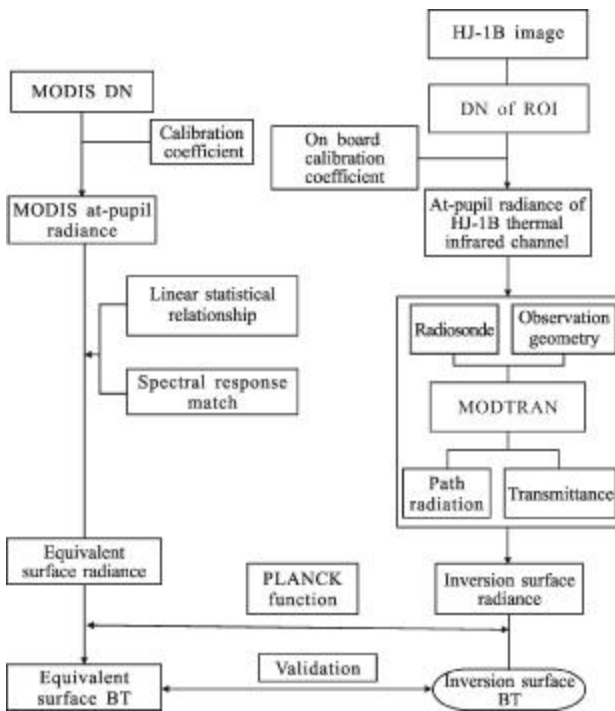 HJ-1B image
MODIS DN
DN of ROI
Calibration
coefficient
On board
calibration
coefficient
MODIS at-pupil
radiance
At-pupil radiance of
HJ-1B thermal
infrared channel
Linear statistical
relationship
Radiosonde
Observation
geometry
Spectral response
match
MODTRAN
Path
radiation
Transmittance
Equivalent
surface radiance
PLANCK
function
Inversion surface
radiance
Equivalent
surface BT
Validation
Inversion surface
BT